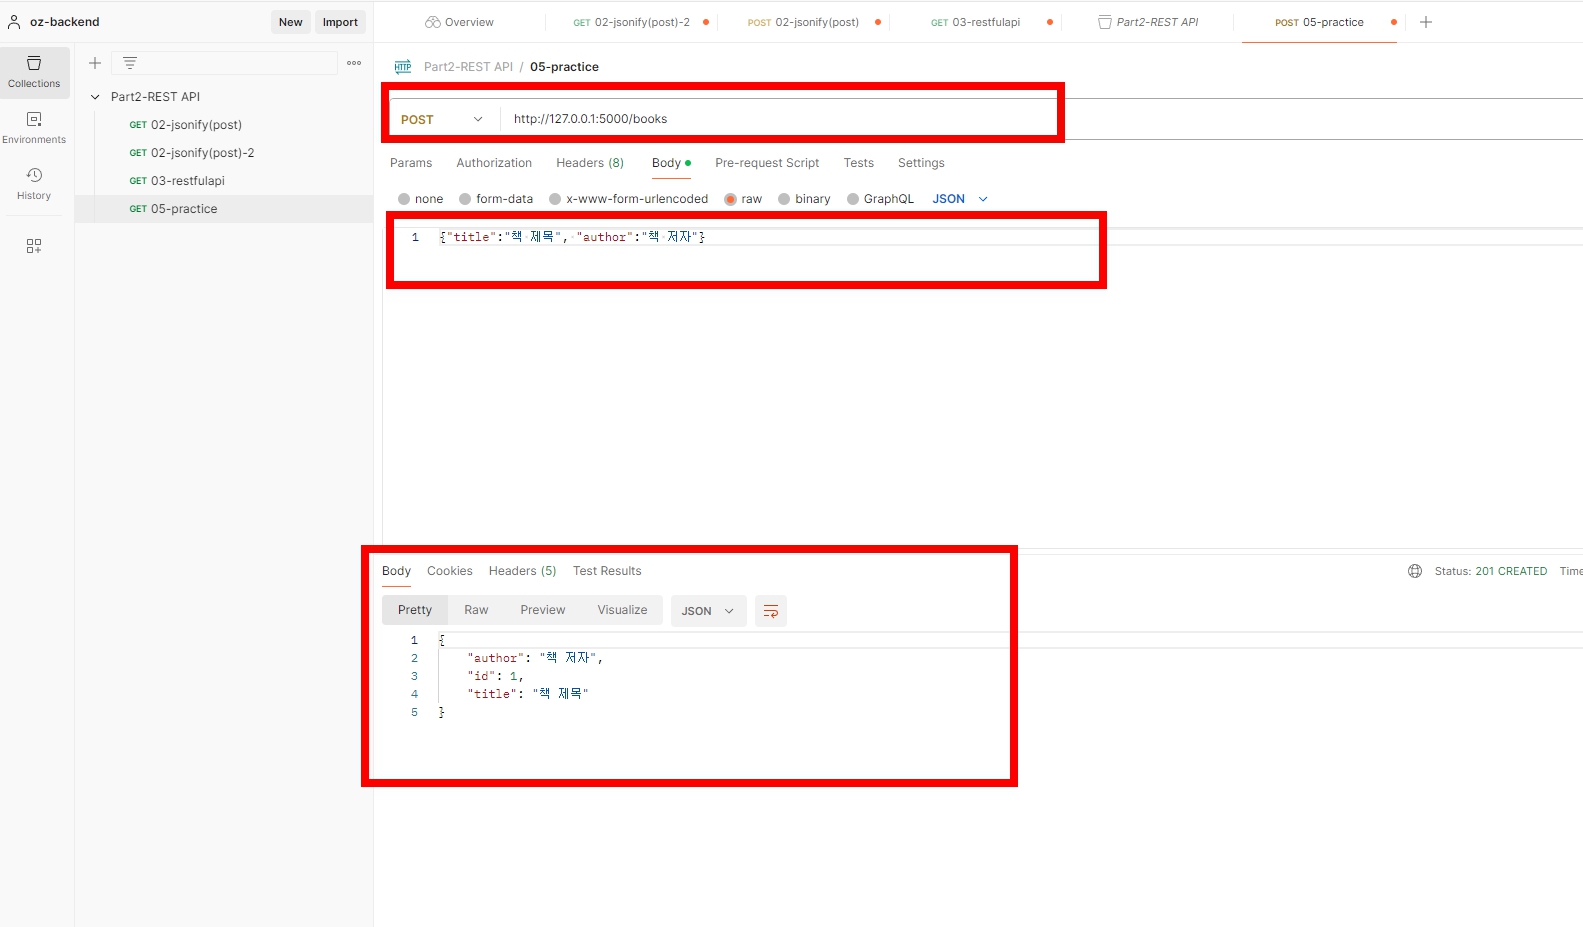 oz-backend New Import
Overview GET 02-jsonify(post)-2 POST 02-jsonify(post) GET 03-restfulapi Part2-REST API POST 05-practice
Collections
Environments
History
Part2-REST API
GET 02-jsonify(post)
GET 02-jsonify(post)-2
GET 03-restfulapi
GET 05-practice
HTTP Part2-REST API / 05-practice
POST http://127.0.0.1:5000/books
Params Authorization Headers (8) Body Pre-request Script Tests Settings
none form-data x-www-form-urlencoded raw binary GraphQL JSON
1 {"title":"책 제목", "author":"책 저자"}
Body Cookies Headers (5) Test Results Status: 201 CREATED Time
Pretty Raw Preview Visualize JSON
1 {
2 "author": "책 저자",
3 "id": 1,
4 "title": "책 제목"
5 }